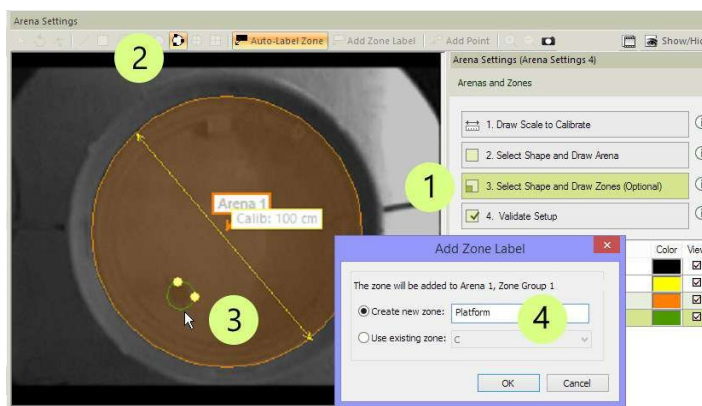 Arena Settings
2
Auto-Label Zone
Add Zone Label
Add Point
Show/Hid
Arena Settings (Arena Settings 4)
Arenas and Zones
1. Draw Scale to Calibrate
2. Select Shape and Draw Arena
1
3. Select Shape and Draw Zones (Optional)
4. Validate Setup
Arena 1
Calib: 100 cm
Color View
Add Zone Label
The zone will be added to Arena 1, Zone Group 1
Create new zone: Platform
Use existing zone: C
3
4
OK
Cancel